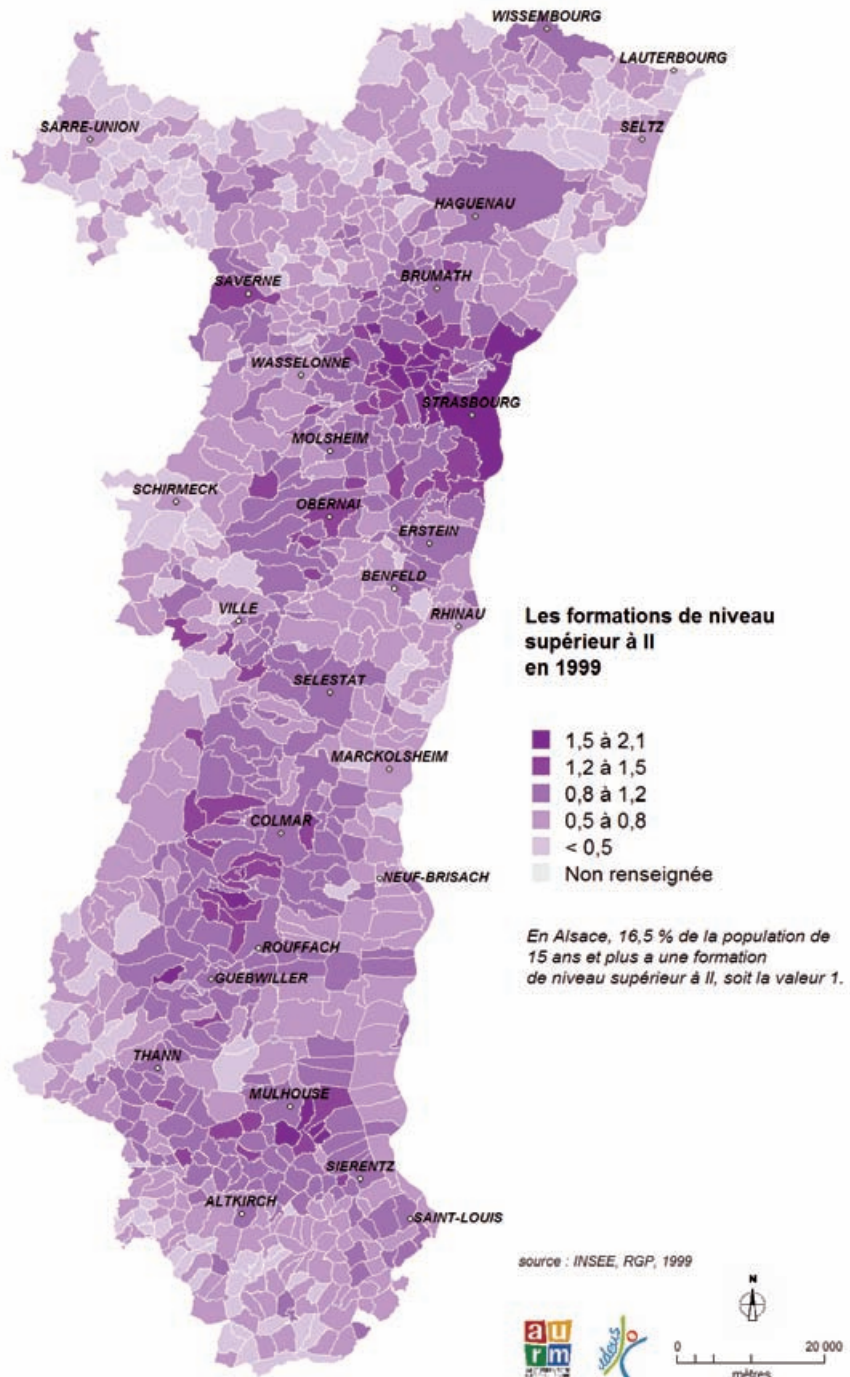 WISSEMBOURG
LAUTERBOURG
SARRE-UNION
SELTZ
HAGUENAU
SAVERNE
BRUMATH
WASSELONNE
STRASBOURG
MOLSHEIM
SCHIRMECK
OBERNAI
ERSTEIN
BENFELD
VILLE
RHINAU
SELESTAT
MARCKOLSHEIM
COLMAR
NEUF-BRISACH
ROUFFACH
GUEBWILLER
THANN
MULHOUSE
SIERENTZ
ALTKIRCH
SAINT-LOUIS
Les formations de niveau
supérieur à II
en 1999
1,5 à 2,1
1,2 à 1,5
0,8 à 1,2
0,5 à 0,8
< 0,5
Non renseignée
En Alsace, 16,5 % de la population de
15 ans et plus a une formation
de niveau supérieur à II, soit la valeur 1.
source : INSEE, RGP, 1999
N
au
rm
0 20 000
mètres